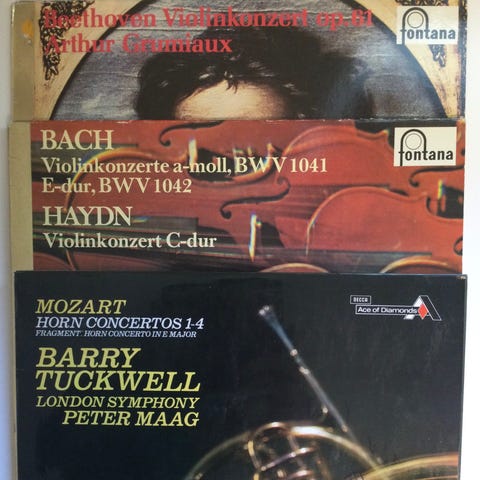 Beethoven Violinkonzert op.61
Arthur Grumiaux
fontana
BACH
Violinkonzerte a-moll, BWV 1041
E-dur, BWV 1042
HAYDN
Violinkonzert C-dur
fontana
MOZART
HORN CONCERTOS 1-4
FRAGMENT: HORN CONCERTO IN E MAJOR
BARRY
TUCKWELL
LONDON SYMPHONY
PETER MAAG
DECCA
Ace of Diamonds